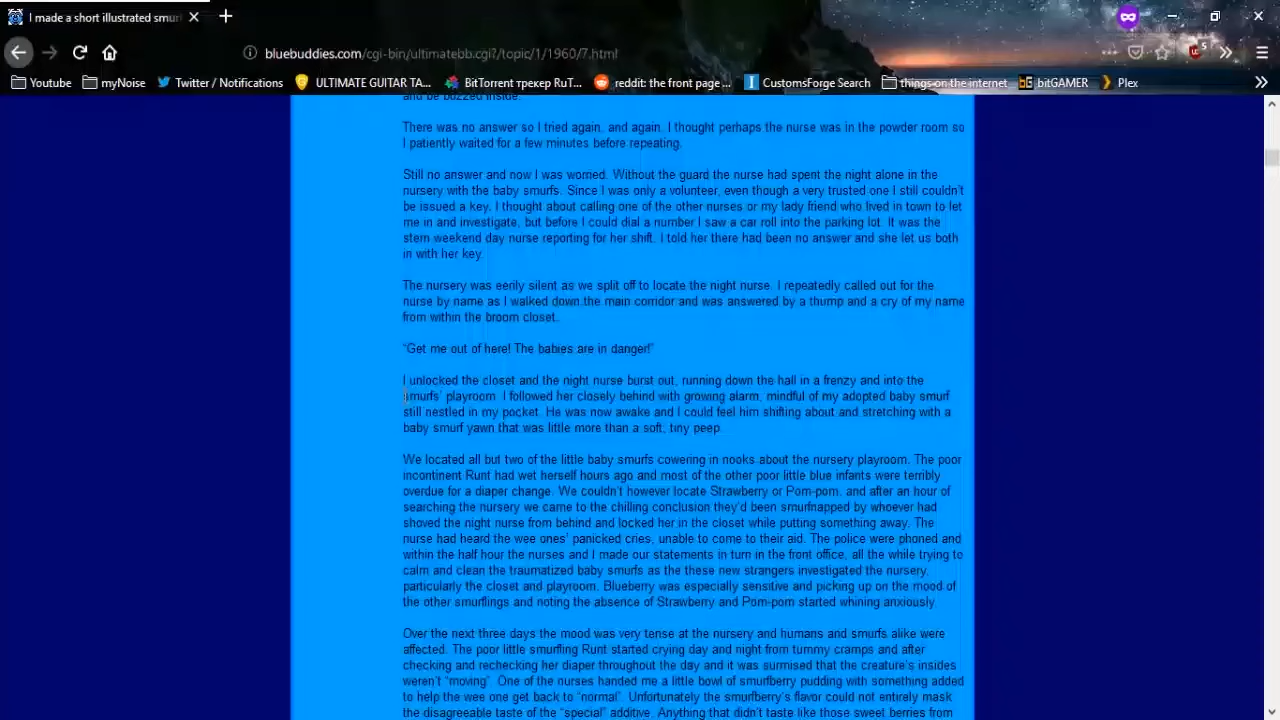 I made a short illustrated smur
bluebuddies.com/cgi-bin/ultimatebb.cgi?/topic/1/1960/7.html
5
Youtube myNoise Twitter / Notifications ULTIMATE GUITAR TA... BitTorrent трекер RuT... reddit: the front page ... CustomsForge Search things on the internet bitGAMER Plex
and be buzzed inside.
There was no answer so I tried again, and again. I thought perhaps the nurse was in the powder room so
I patiently waited for a few minutes before repeating.
Still no answer and now I was worried. Without the guard the nurse had spent the night alone in the
nursery with the baby smurfs. Since I was only a volunteer, even though a very trusted one I still couldn't
be issued a key. I thought about calling one of the other nurses or my lady friend who lived in town to let
me in and investigate, but before I could dial a number I saw a car roll into the parking lot. It was the
stern weekend day nurse reporting for her shift. I told her there had been no answer and she let us both
in with her key.
The nursery was eerily silent as we split off to locate the night nurse. I repeatedly called out for the
nurse by name as I walked down the main corridor and was answered by a thump and a cry of my name
from within the broom closet.
“Get me out of here! The babies are in danger!”
I unlocked the closet and the night nurse burst out, running down the hall in a frenzy and into the
smurfs’ playroom. I followed her closely behind with growing alarm, mindful of my adopted baby smurf
still nestled in my pocket. He was now awake and I could feel him shifting about and stretching with a
baby smurf yawn that was little more than a soft, tiny peep.
We located all but two of the little baby smurfs cowering in nooks about the nursery playroom. The poor
incontinent Runt had wet herself hours ago and most of the other poor little blue infants were terribly
overdue for a diaper change. We couldn’t however locate Strawberry or Pom-pom, and after an hour of
searching the nursery we came to the chilling conclusion they’d been smurfnapped by whoever had
shoved the night nurse from behind and locked her in the closet while putting something away. The
nurse had heard the wee ones’ panicked cries, unable to come to their aid. The police were phoned and
within the half hour the nurses and I made our statements in turn in the front office, all the while trying to
calm and clean the traumatized baby smurfs as the these new strangers investigated the nursery,
particularly the closet and playroom. Blueberry was especially sensitive and picking up on the mood of
the other smurflings and noting the absence of Strawberry and Pom-pom started whining anxiously.
Over the next three days the mood was very tense at the nursery and humans and smurfs alike were
affected. The poor little smurfling Runt started crying day and night from tummy cramps and after
checking and rechecking her diaper throughout the day and it was surmised that the creature’s insides
weren’t “moving”. One of the nurses handed me a little bowl of smurfberry pudding with something added
to help the wee one get back to “normal”. Unfortunately the smurfberry’s flavor could not entirely mask
the disagreeable taste of the “special” additive. Anything that didn’t taste like those sweet berries from